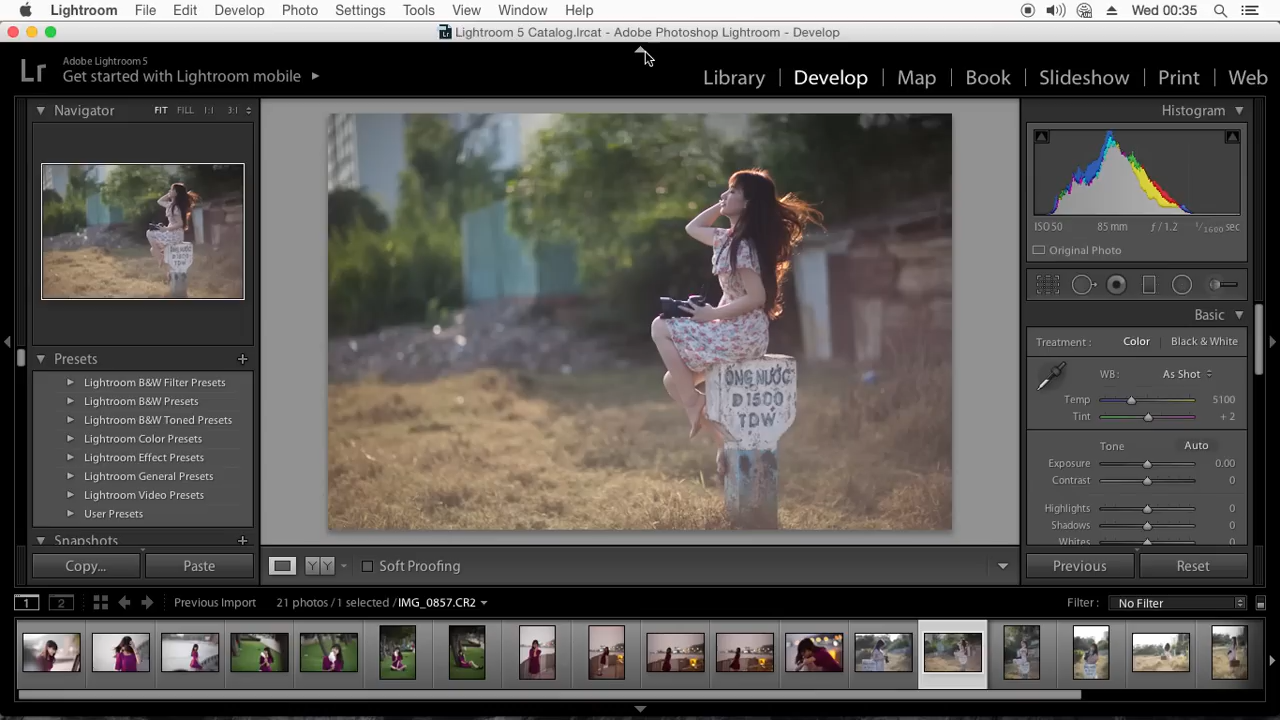 Lightroom File Edit Develop Photo Settings Tools View Window Help Wed 00:35
Lightroom 5 Catalog.lrcat - Adobe Photoshop Lightroom - Develop
Lr Adobe Lightroom 5
Get started with Lightroom mobile
Library Develop Map Book Slideshow Print Web
Navigator FIT FILL 1:1 3:1
Presets
Lightroom B&W Filter Presets
Lightroom B&W Presets
Lightroom B&W Toned Presets
Lightroom Color Presets
Lightroom Effect Presets
Lightroom General Presets
Lightroom Video Presets
User Presets
Snapshots
Copy... Paste
ỐNG NƯỚC
D1500
TDW
Histogram
ISO 50 85 mm ƒ / 1.2 1/1600 sec
Original Photo
Basic
Treatment : Color Black & White
WB: As Shot
Temp 5100
Tint + 2
Tone Auto
Exposure 0.00
Contrast 0
Highlights 0
Shadows 0
Whites 0
Y Y Soft Proofing
Previous Reset
1 2 Previous Import 21 photos / 1 selected / IMG_0857.CR2 Filter : No Filter